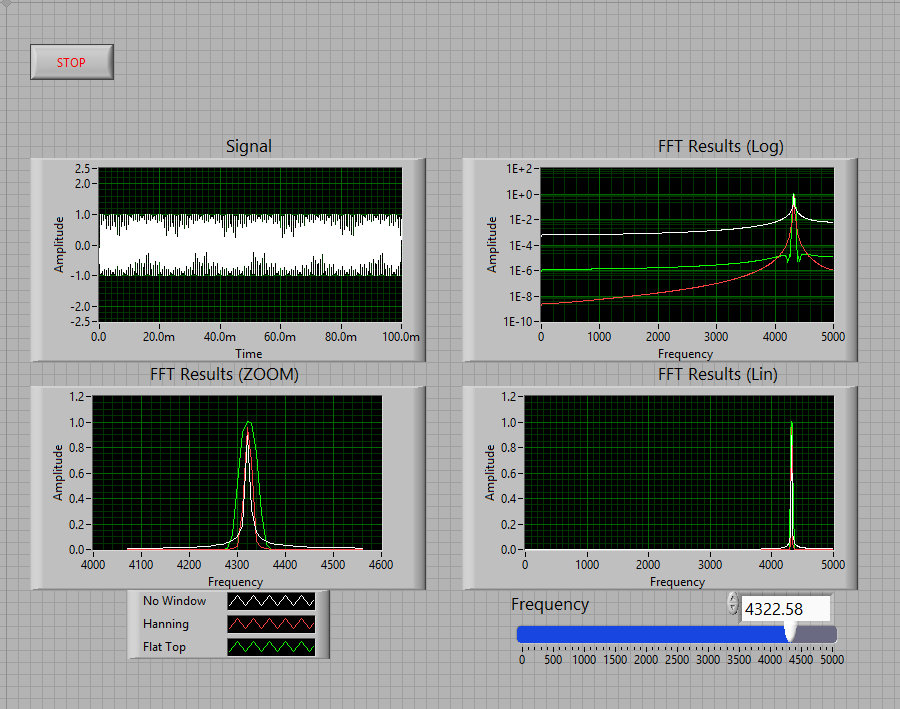 STOP
Signal
2.5
2.0
1.0
0.0
-1.0
-2.0
-2.5
Amplitude
0.0 20.0m 40.0m 60.0m 80.0m 100.0m
Time
FFT Results (Log)
1E+2
1E+0
1E-2
1E-4
1E-6
1E-8
1E-10
Amplitude
0 1000 2000 3000 4000 5000
Frequency
FFT Results (ZOOM)
1.2
1.0
0.8
0.6
0.4
0.2
0.0
Amplitude
4000 4100 4200 4300 4400 4500 4600
Frequency
FFT Results (Lin)
1.2
1.0
0.8
0.6
0.4
0.2
0.0
Amplitude
0 1000 2000 3000 4000 5000
Frequency
No Window
Hanning
Flat Top
Frequency
4322.58
0 500 1000 1500 2000 2500 3000 3500 4000 4500 5000